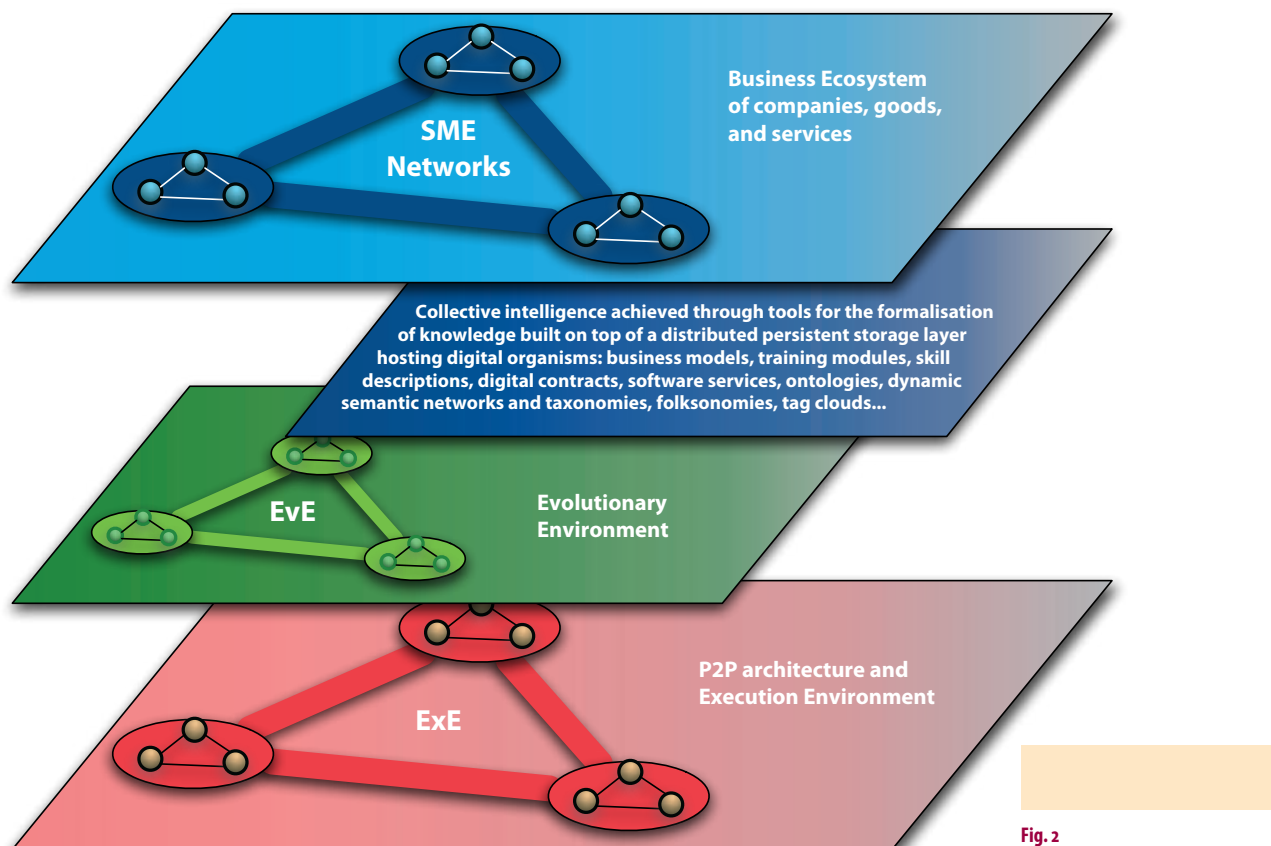 SME
Networks
Business Ecosystem
of companies, goods,
and services
Collective intelligence achieved through tools for the formalisation
of knowledge built on top of a distributed persistent storage layer
hosting digital organisms: business models, training modules, skill
descriptions, digital contracts, software services, ontologies, dynamic
semantic networks and taxonomies, folksonomies, tag clouds...
EvE
Evolutionary
Environment
P2P architecture and
Execution Environment
ExE
Fig. 2